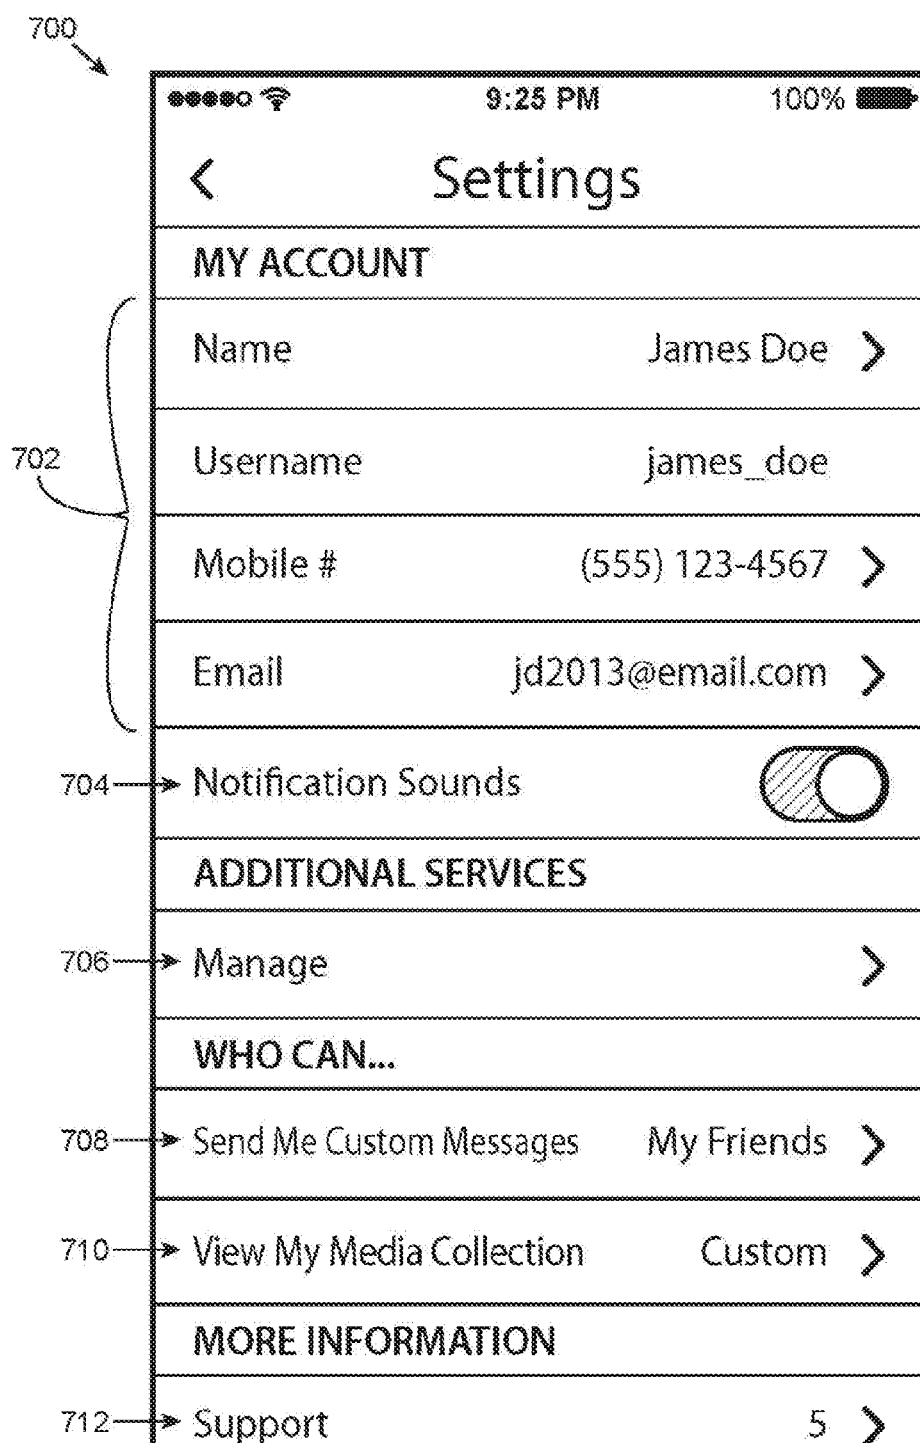 700
9:25 PM 100%
Settings
MY ACCOUNT
Name James Doe
702
Username james_doe
Mobile # (555) 123-4567
Email jd2013@email.com
704 Notification Sounds
ADDITIONAL SERVICES
706 Manage
WHO CAN...
708 Send Me Custom Messages My Friends
710 View My Media Collection Custom
MORE INFORMATION
712 Support 5